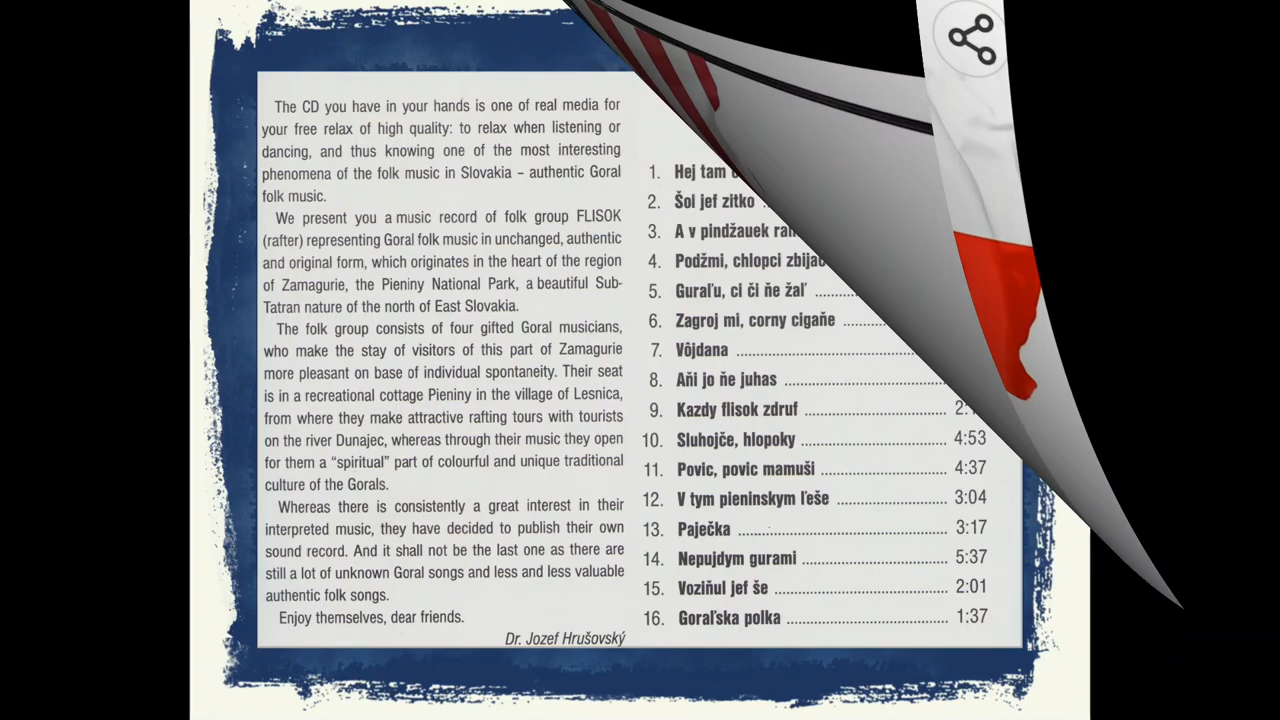 The CD you have in your hands is one of real media for
your free relax of high quality: to relax when listening or
dancing, and thus knowing one of the most interesting
phenomena of the folk music in Slovakia – authentic Goral
folk music.
We present you a music record of folk group FLISOK
(rafter) representing Goral folk music in unchanged, authentic
and original form, which originates in the heart of the region
of Zamagurie, the Pieniny National Park, a beautiful Sub-
Tatran nature of the north of East Slovakia.
The folk group consists of four gifted Goral musicians,
who make the stay of visitors of this part of Zamagurie
more pleasant on base of individual spontaneity. Their seat
is in a recreational cottage Pieniny in the village of Lesnica,
from where they make attractive rafting tours with tourists
on the river Dunajec, whereas through their music they open
for them a “spiritual” part of colourful and unique traditional
culture of the Gorals.
Whereas there is consistently a great interest in their
interpreted music, they have decided to publish their own
sound record. And it shall not be the last one as there are
still a lot of unknown Goral songs and less and less valuable
authentic folk songs.
Enjoy themselves, dear friends.
Dr. Jozef Hrušovský
1. Hej tam
2. Šol jef zitko
3. A v pindžauek
4. Podžmi, chlopci
5. Guraľu, ci či ňe žaľ
6. Zagroj mi, corny cigaňe
7. Vôjdana
8. Aňi jo ňe juhas
9. Kazdy flisok zdruf
10. Sluhojče, hlopoky 4:53
11. Povic, povic mamuši 4:37
12. V tym pieninskym ľeše 3:04
13. Paječka 3:17
14. Nepujdym gurami 5:37
15. Voziňul jef še 2:01
16. Goraľska polka 1:37